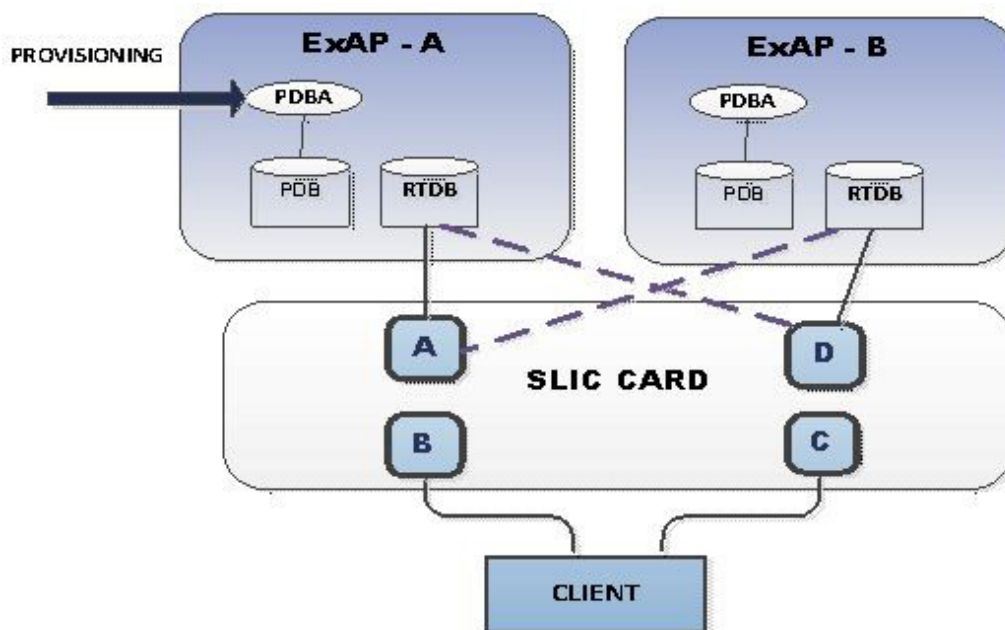 ExAP - A
ExAP - B
PROVISIONING
PDBA
PDBA
PDB
RTDB
PDB
RTDB
A
D
SLIC CARD
B
C
CLIENT